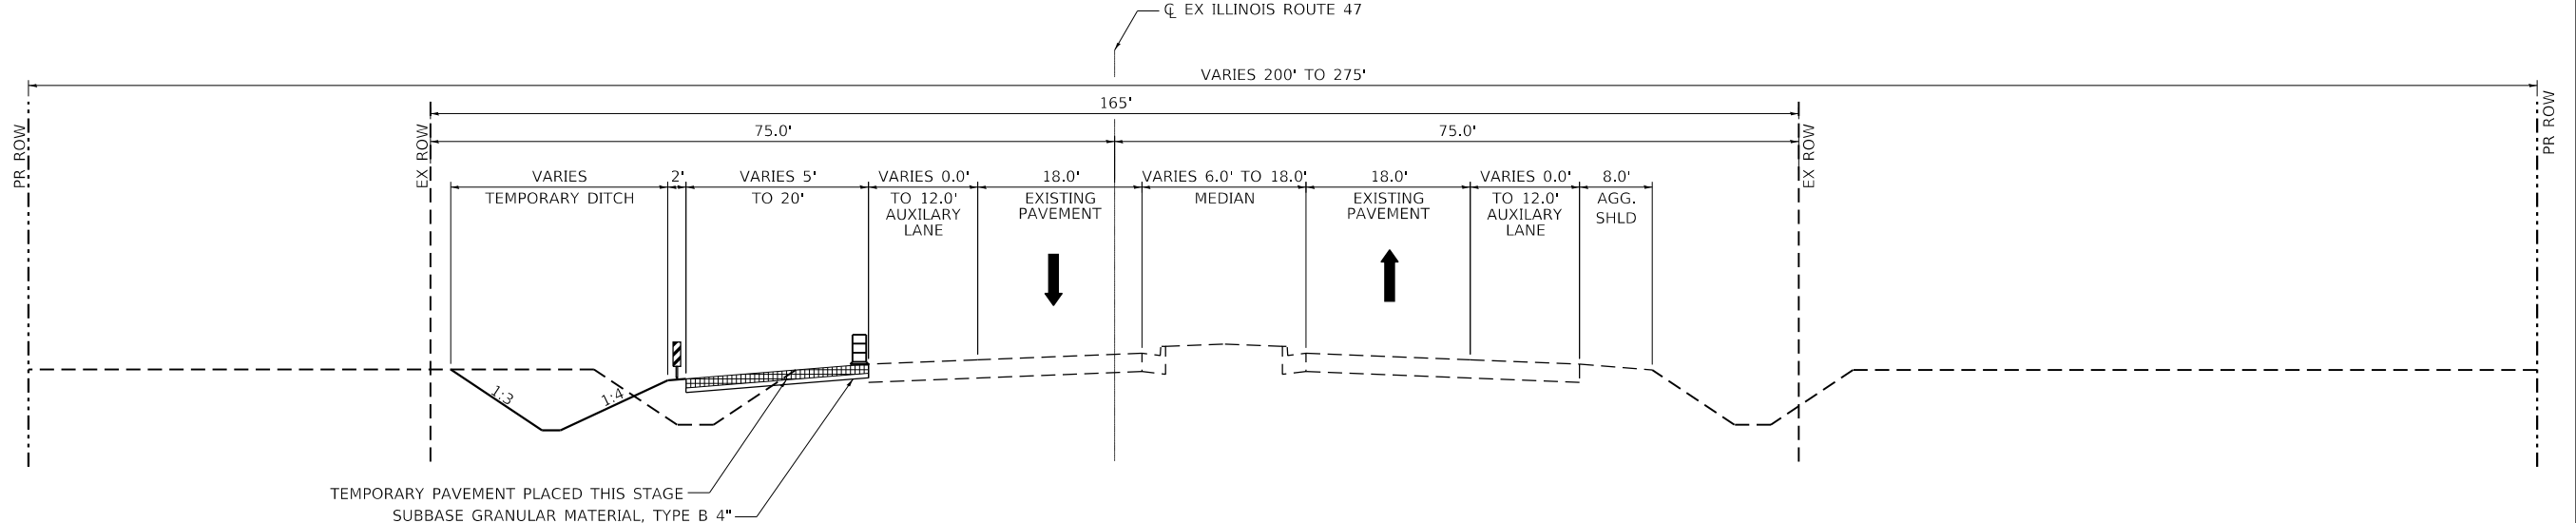 ℄ EX ILLINOIS ROUTE 47
VARIES 200' TO 275'
165'
75.0'
75.0'
PR ROW
EX ROW
EX ROW
PR ROW
VARIES
TEMPORARY DITCH
2'
VARIES 5'
TO 20'
VARIES 0.0'
TO 12.0'
AUXILARY
LANE
18.0'
EXISTING
PAVEMENT
VARIES 6.0' TO 18.0'
MEDIAN
18.0'
EXISTING
PAVEMENT
VARIES 0.0'
TO 12.0'
AUXILARY
LANE
8.0'
AGG.
SHLD
1:3
1:4
TEMPORARY PAVEMENT PLACED THIS STAGE
SUBBASE GRANULAR MATERIAL, TYPE B 4"